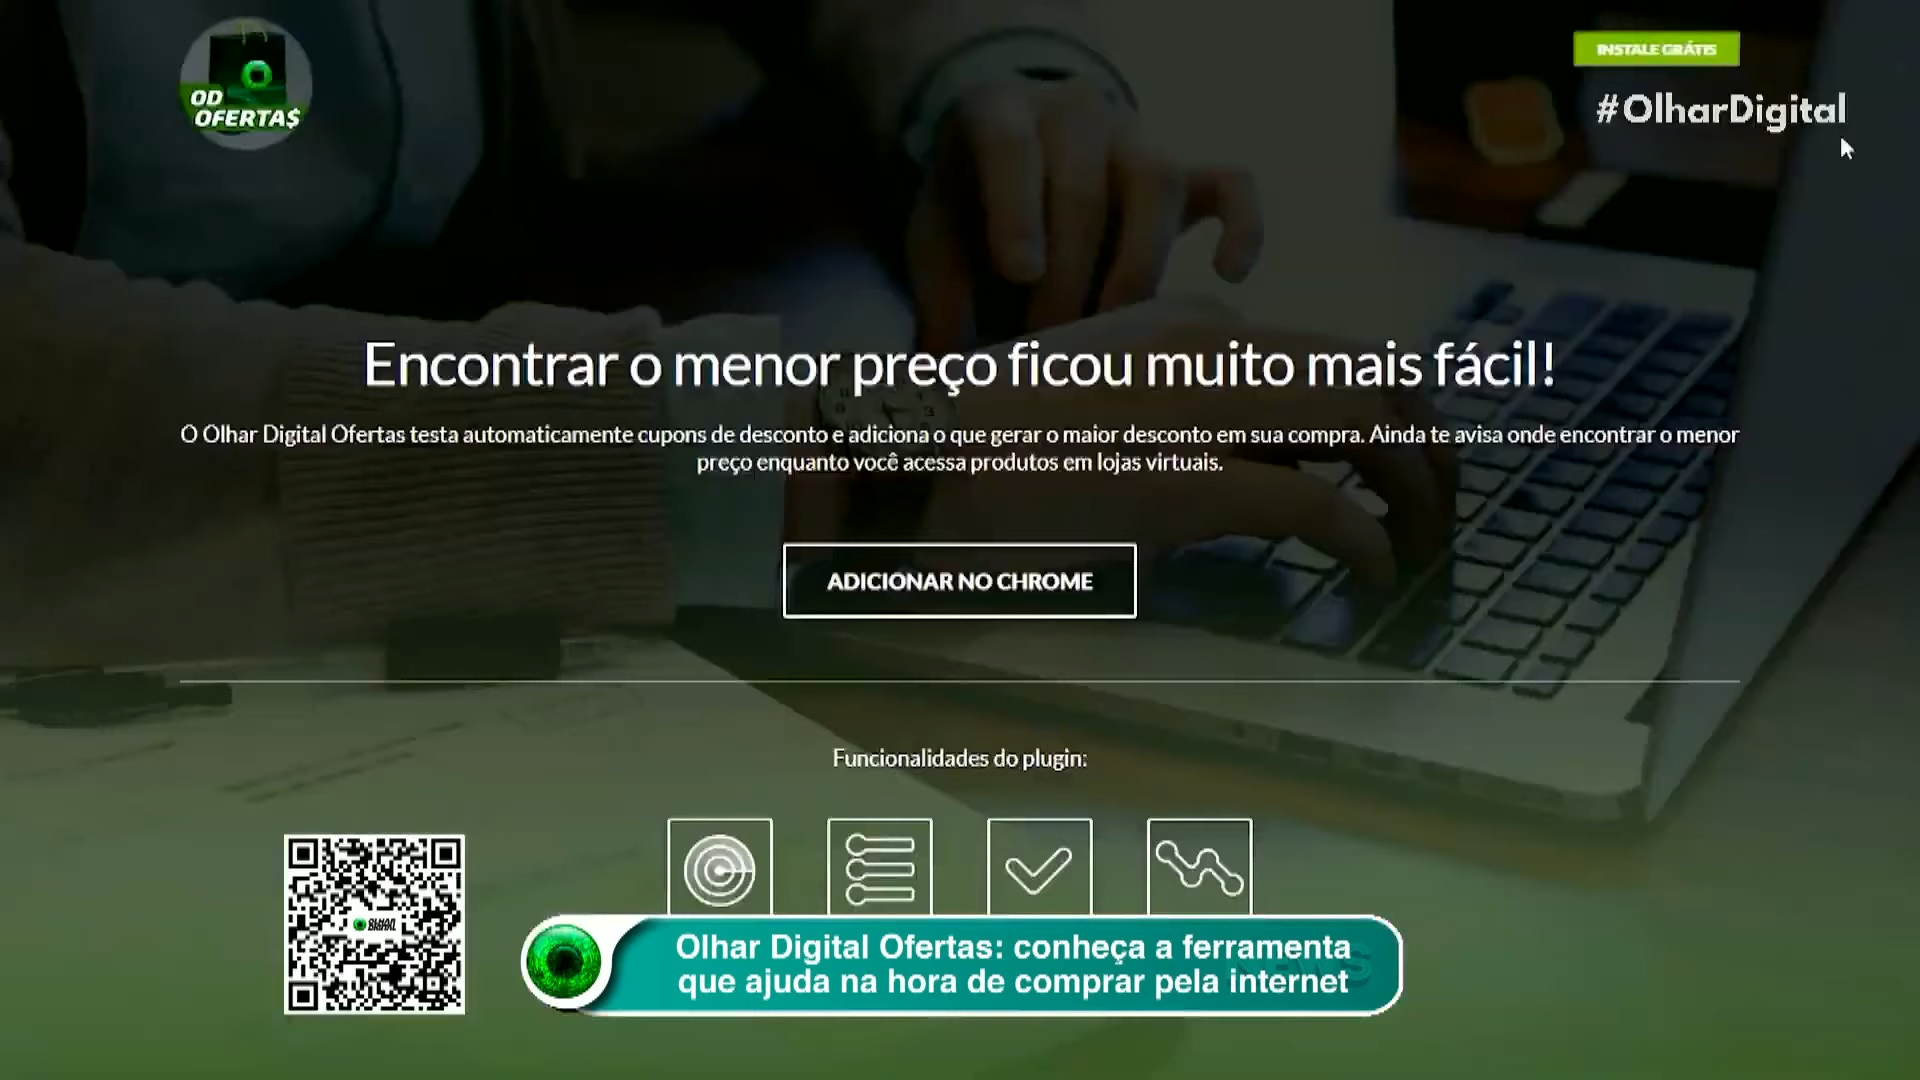 OD
OFERTA$
INSTALE GRÁTIS
#OlharDigital
Encontrar o menor preço ficou muito mais fácil!
O Olhar Digital Ofertas testa automaticamente cupons de desconto e adiciona o que gerar o maior desconto em sua compra. Ainda te avisa onde encontrar o menor
preço enquanto você acessa produtos em lojas virtuais.
ADICIONAR NO CHROME
Funcionalidades do plugin:
Olhar Digital Ofertas: conheça a ferramenta
que ajuda na hora de comprar pela internet